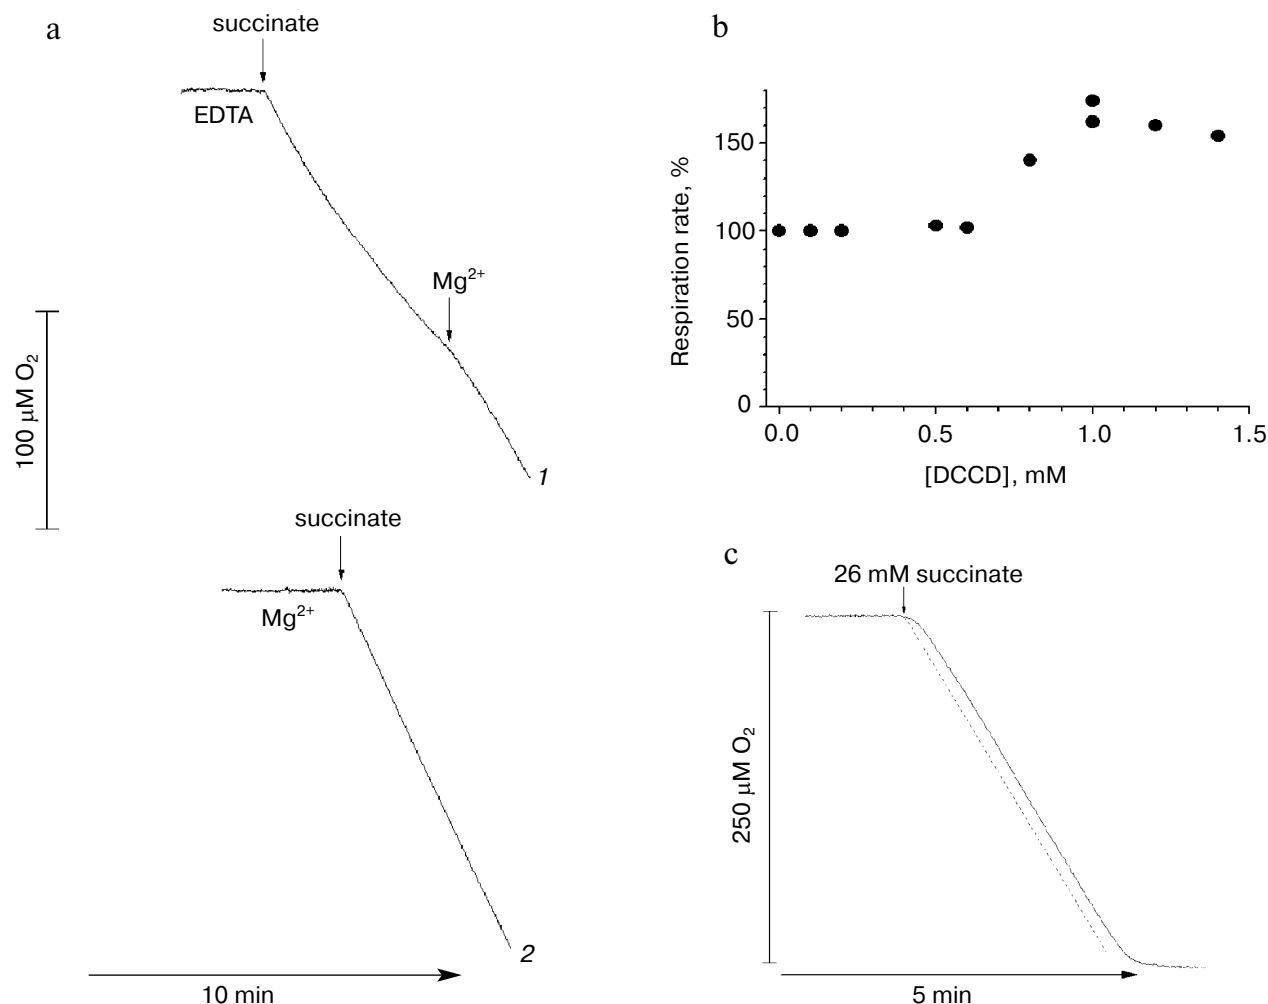 a
succinate
EDTA
Mg²⁺
100 μM O₂
1
succinate
Mg²⁺
2
10 min
b
Respiration rate, %
150
100
50
0
0.0 0.5 1.0 1.5
[DCCD], mM
c
26 mM succinate
250 μM O₂
5 min